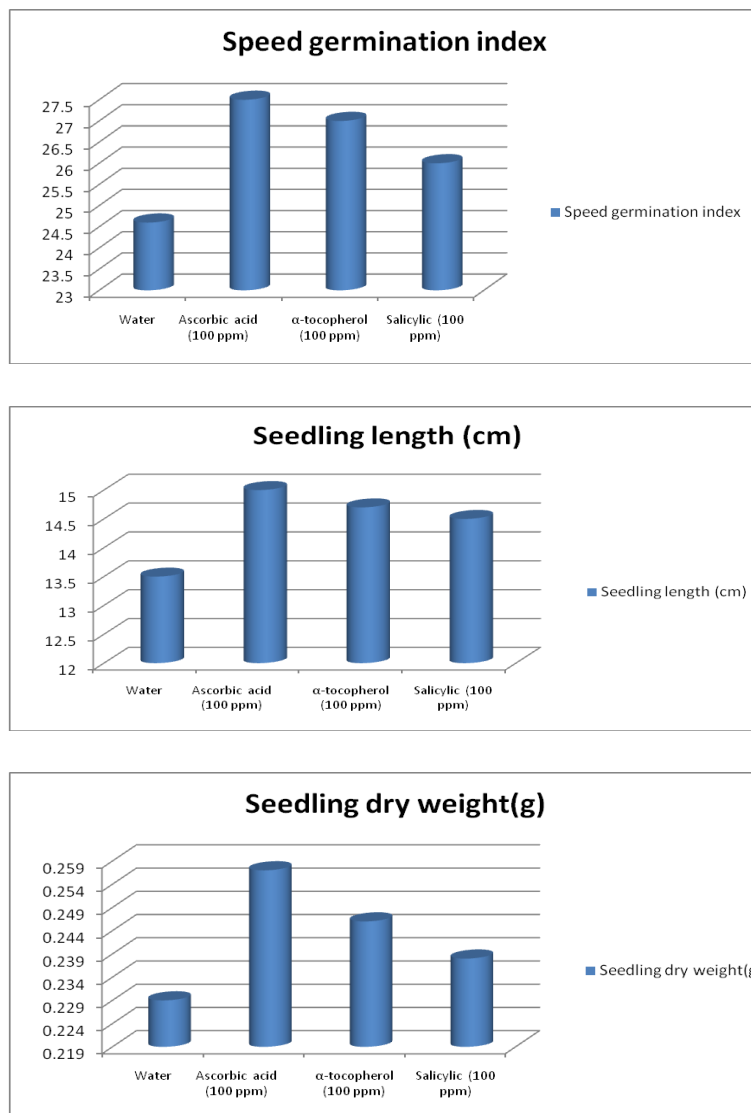 Speed germination index
27.5
27
26.5
26
25.5
25
24.5
24
23.5
23
Water
Ascorbic acid
(100 ppm)
α-tocopherol
(100 ppm)
Salicylic (100
ppm)
Speed germination index
Seedling length (cm)
15
14.5
14
13.5
13
12.5
12
Water
Ascorbic acid
(100 ppm)
α-tocopherol
(100 ppm)
Salicylic (100
ppm)
Seedling length (cm)
Seedling dry weight(g)
0.259
0.254
0.249
0.244
0.239
0.234
0.229
0.224
0.219
Water
Ascorbic acid
(100 ppm)
α-tocopherol
(100 ppm)
Salicylic (100
ppm)
Seedling dry weight(g